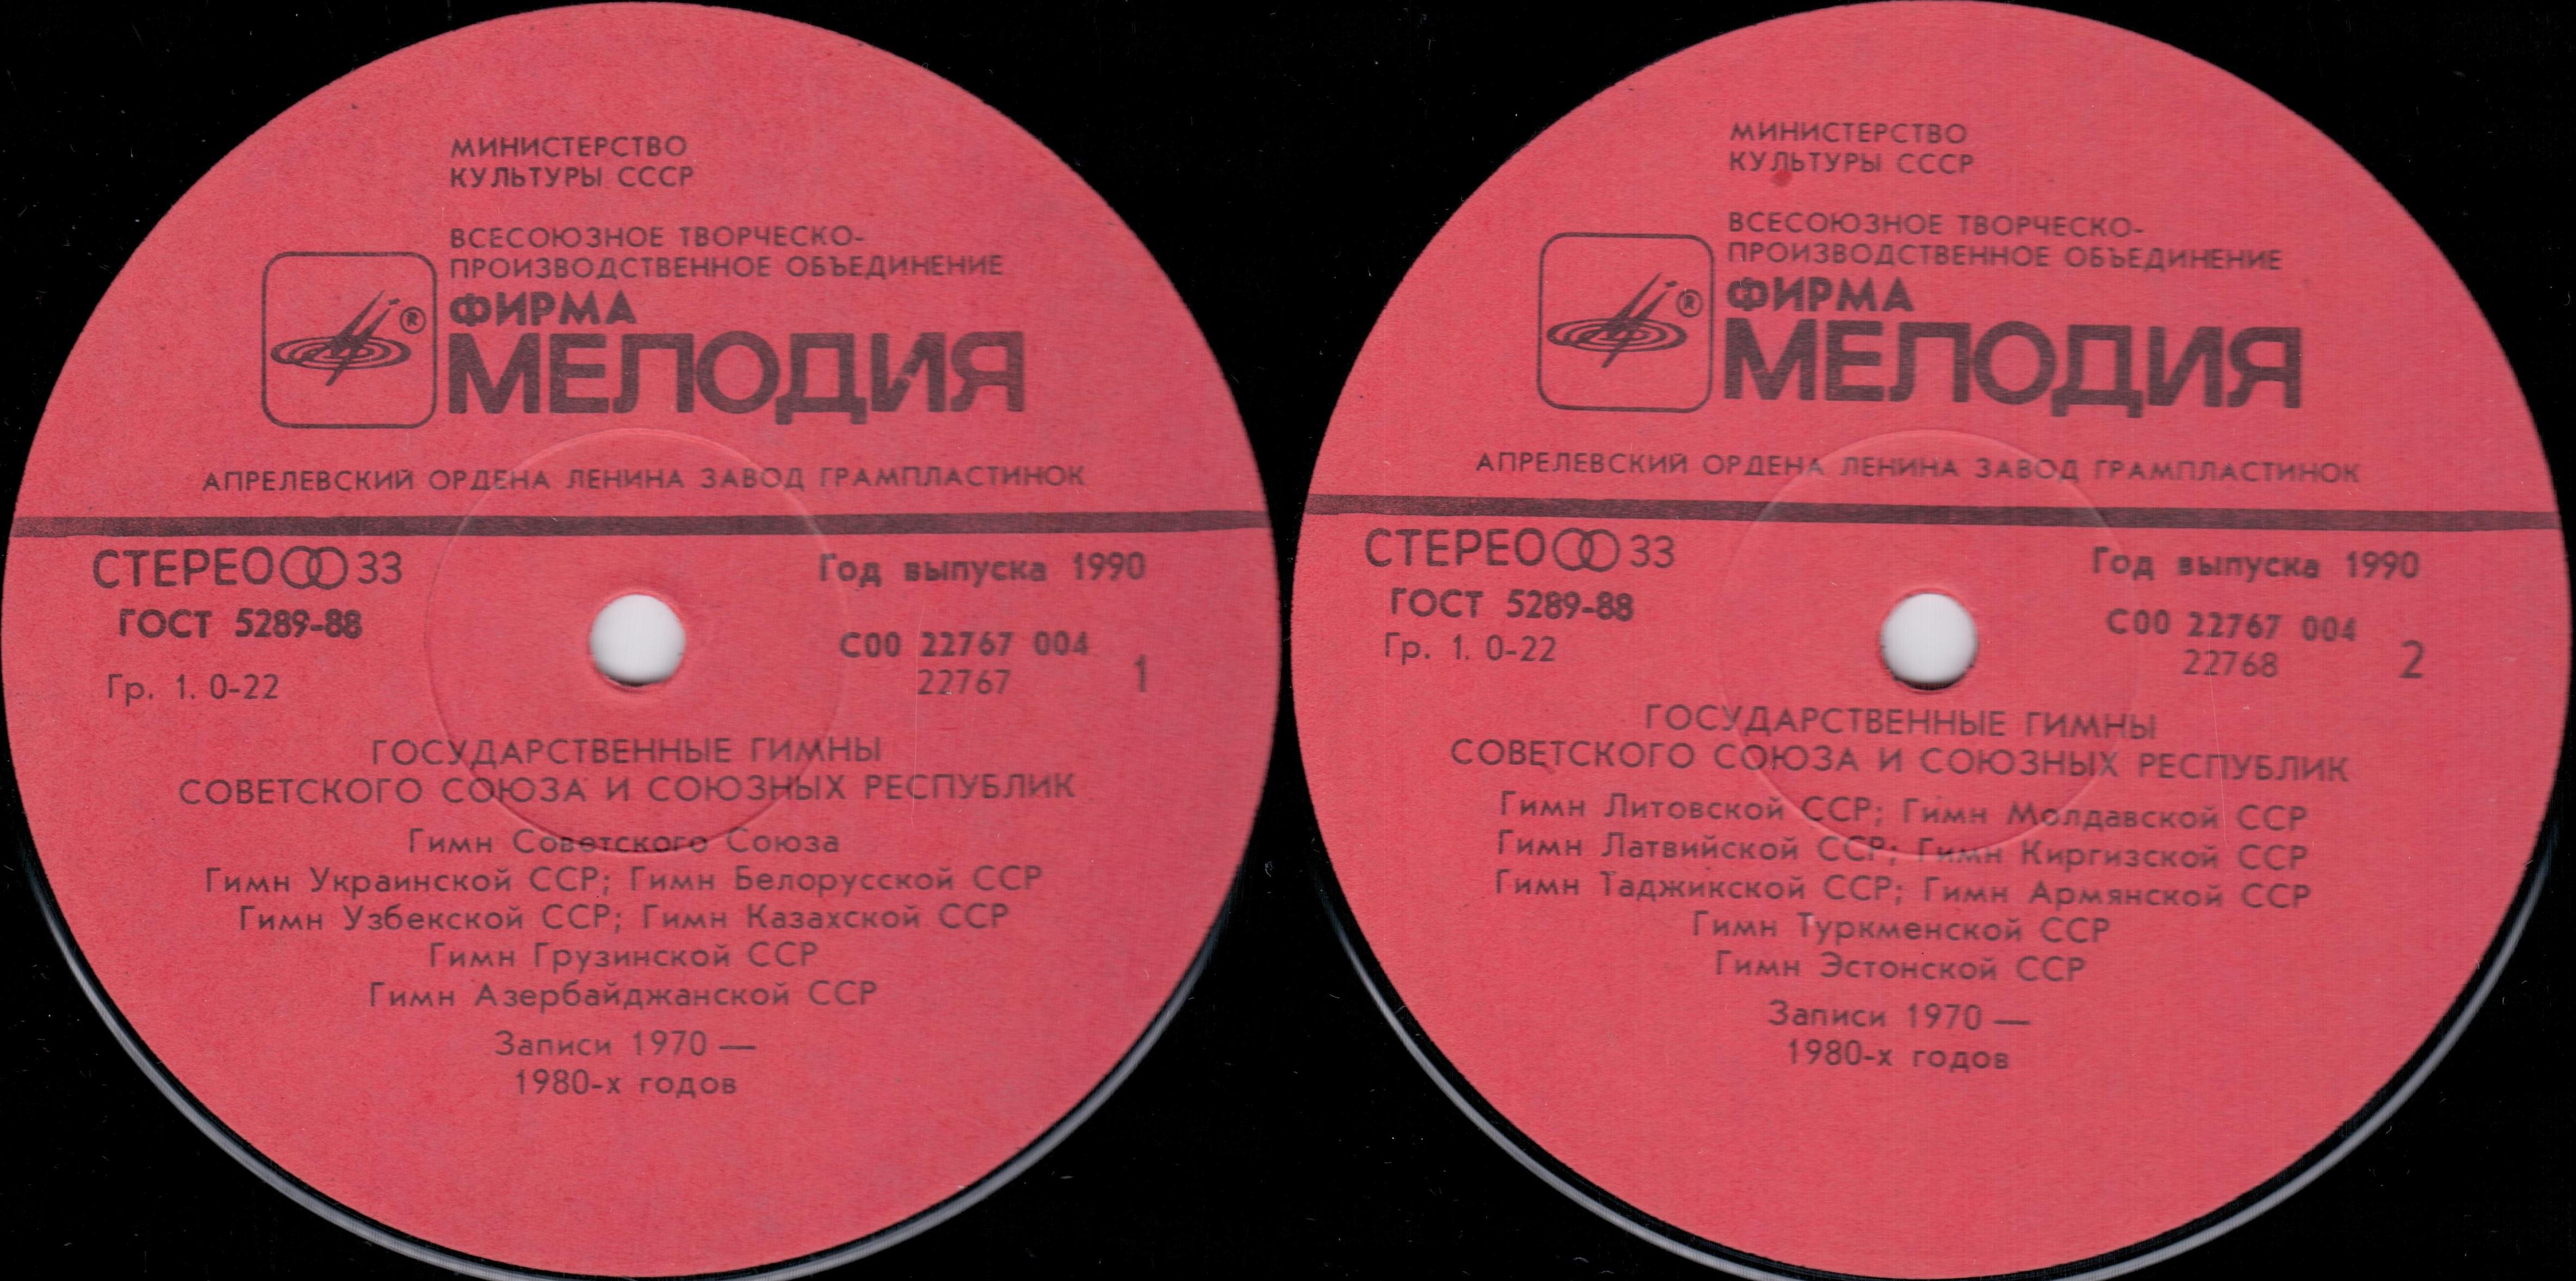 МИНИСТЕРСТВО
КУЛЬТУРЫ СССР
ВСЕСОЮЗНОЕ ТВОРЧЕСКО-
ПРОИЗВОДСТВЕННОЕ ОБЪЕДИНЕНИЕ
®
ФИРМА
МЕЛОДИЯ
АПРЕЛЕВСКИЙ ОРДЕНА ЛЕНИНА ЗАВОД ГРАМПЛАСТИНОК
СТЕРЕО 33
Год выпуска 1990
ГОСТ 5289-88
С00 22767 004
Гр. 1. 0-22
22767
1
ГОСУДАРСТВЕННЫЕ ГИМНЫ
СОВЕТСКОГО СОЮЗА И СОЮЗНЫХ РЕСПУБЛИК
Гимн Советского Союза
Гимн Украинской ССР; Гимн Белорусской ССР
Гимн Узбекской ССР; Гимн Казахской ССР
Гимн Грузинской ССР
Гимн Азербайджанской ССР
Записи 1970 —
1980-х годов
МИНИСТЕРСТВО
КУЛЬТУРЫ СССР
ВСЕСОЮЗНОЕ ТВОРЧЕСКО-
ПРОИЗВОДСТВЕННОЕ ОБЪЕДИНЕНИЕ
®
ФИРМА
МЕЛОДИЯ
АПРЕЛЕВСКИЙ ОРДЕНА ЛЕНИНА ЗАВОД ГРАМПЛАСТИНОК
СТЕРЕО 33
Год выпуска 1990
ГОСТ 5289-88
С00 22767 004
Гр. 1. 0-22
22768
2
ГОСУДАРСТВЕННЫЕ ГИМНЫ
СОВЕТСКОГО СОЮЗА И СОЮЗНЫХ РЕСПУБЛИК
Гимн Литовской ССР; Гимн Молдавской ССР
Гимн Латвийской ССР; Гимн Киргизской ССР
Гимн Таджикской ССР; Гимн Армянской ССР
Гимн Туркменской ССР
Гимн Эстонской ССР
Записи 1970 —
1980-х годов